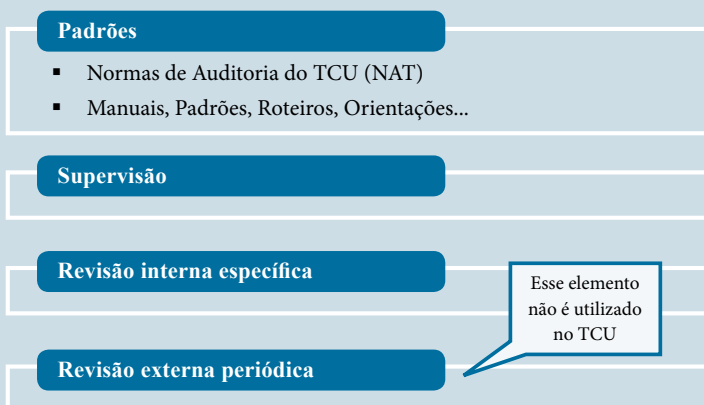 Padrões
▪ Normas de Auditoria do TCU (NAT)
▪ Manuais, Padrões, Roteiros, Orientações...
Supervisão
Revisão interna específica
Esse elemento
não é utilizado
no TCU
Revisão externa periódica